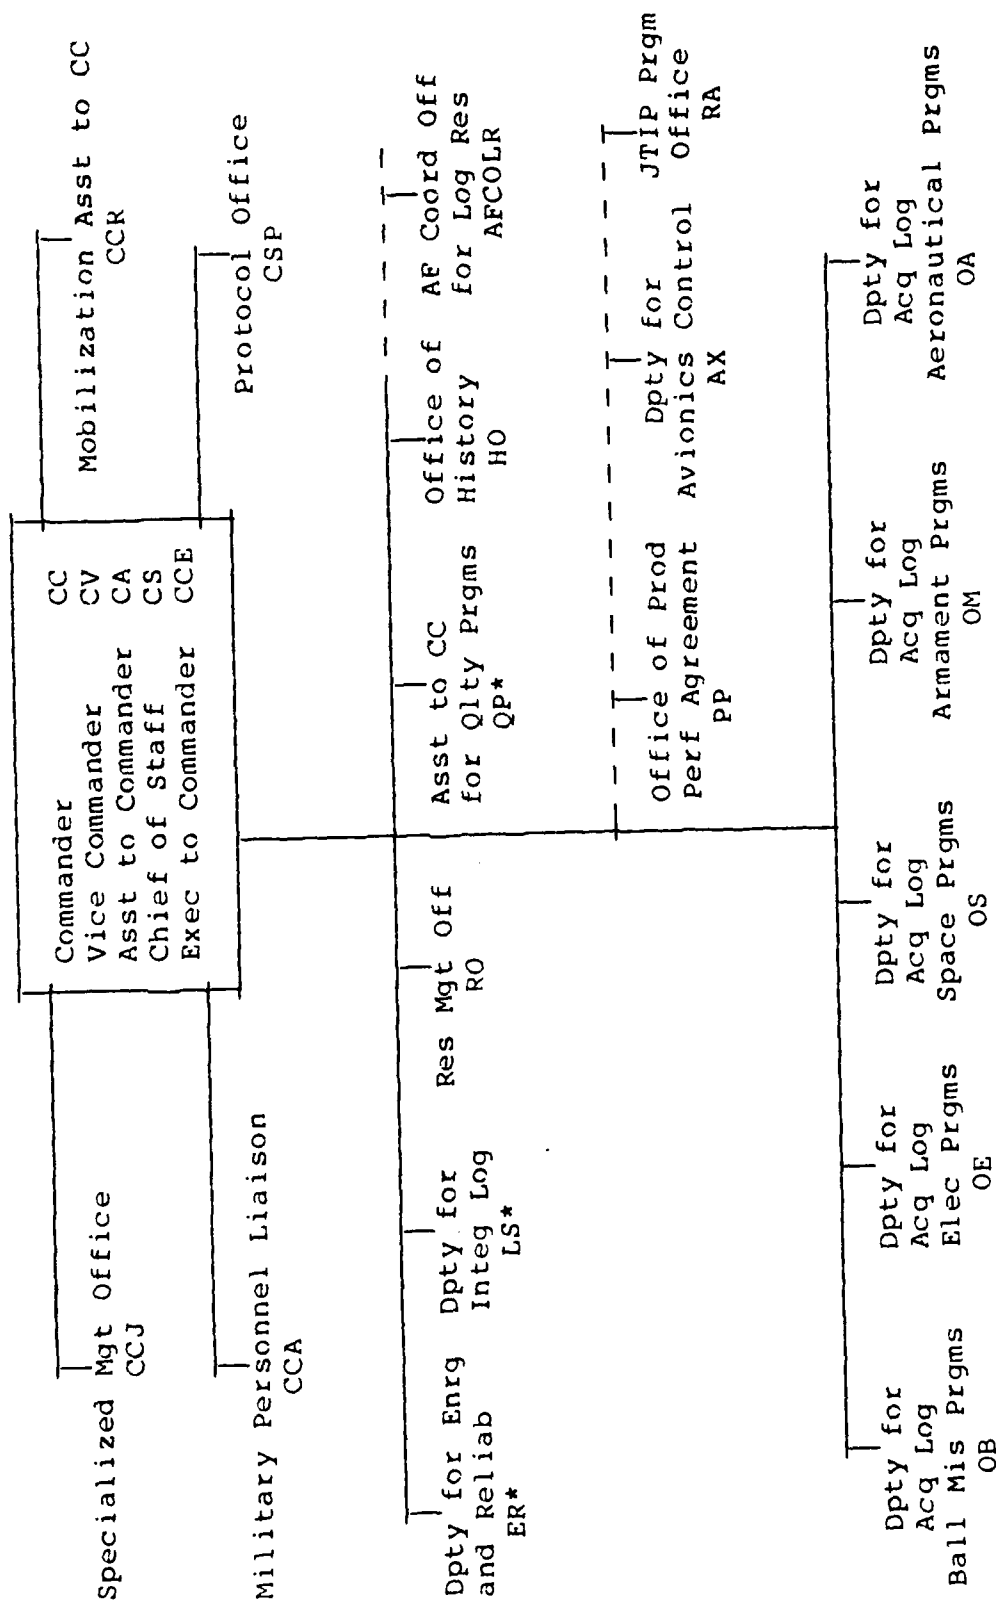 Commander CC
Vice Commander CV
Asst to Commander CA
Chief of Staff CS
Exec to Commander CCE
Specialized Mgt Office
CCJ
Mobilization Asst to CC
CCR
Military Personnel Liaison
CCA
Protocol Office
CSP
Dpty for Enrg
and Reliab
ER*
Dpty for
Integ Log
LS*
Res Mgt Off
RO
Asst to CC
for Qlty Prgms
QP*
Office of
History
HO
AF Coord Off
for Log Res
AFCOLR
Office of Prod
Perf Agreement
PP
Dpty for
Avionics Control
AX
JTIP Prgm
Office
RA
Dpty for
Acq Log
Ball Mis Prgms
OB
Dpty for
Acq Log
Elec Prgms
OE
Dpty for
Acq Log
Space Prgms
OS
Dpty for
Acq Log
Armament Prgms
OM
Dpty for
Acq Log
Aeronautical Prgms
OA